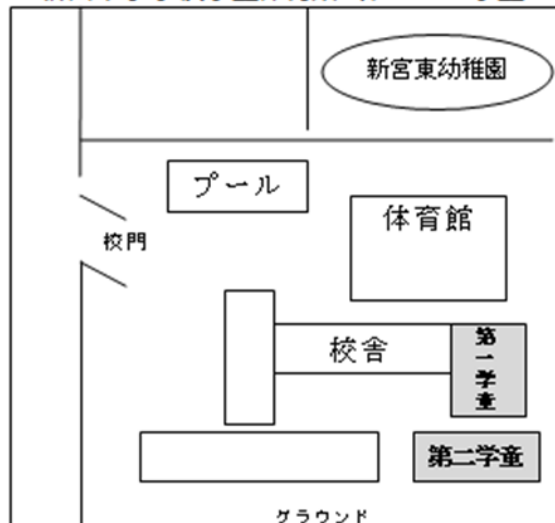 新宮東幼稚園
プール
体育館
校門
校舎
第一学童
第二学童
グラウンド